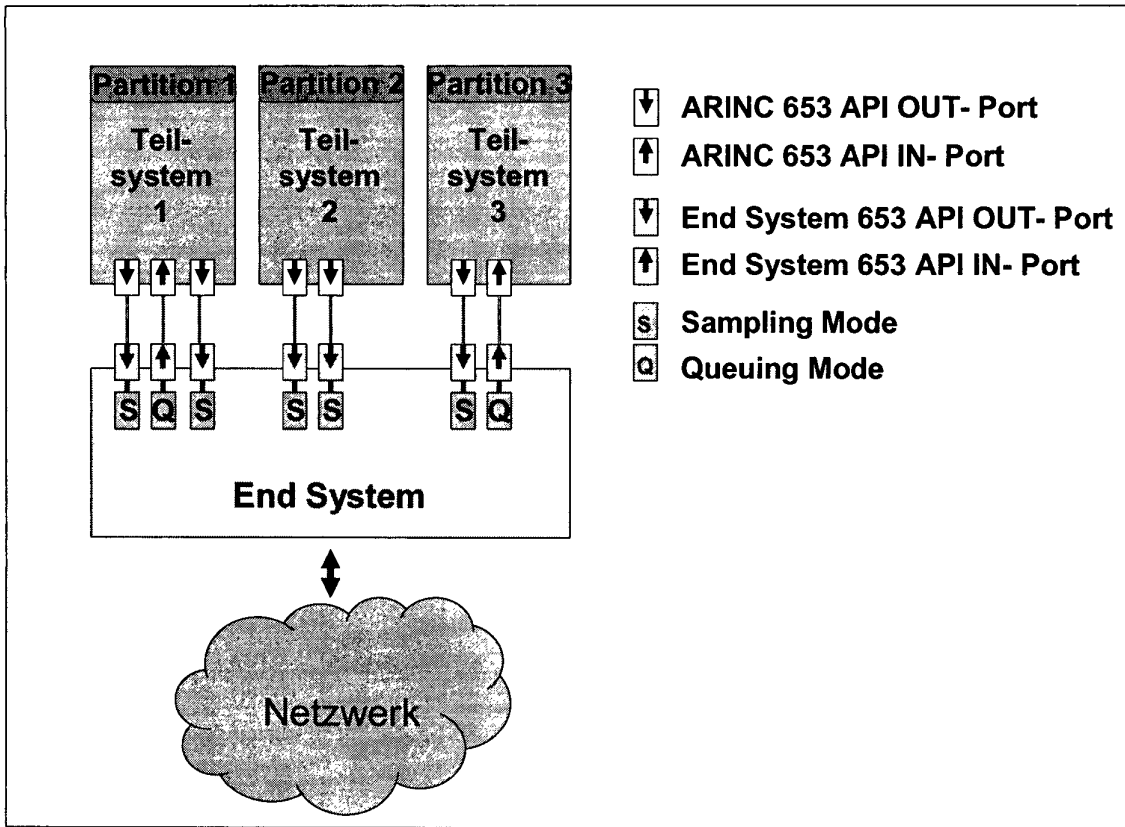 Partition 1
Partition 2
Partition 3
Teil-
system
1
Teil-
system
2
Teil-
system
3
S Q S
S S
S Q
End System
Netzwerk
ARINC 653 API OUT- Port
ARINC 653 API IN- Port
End System 653 API OUT- Port
End System 653 API IN- Port
S Sampling Mode
Q Queuing Mode